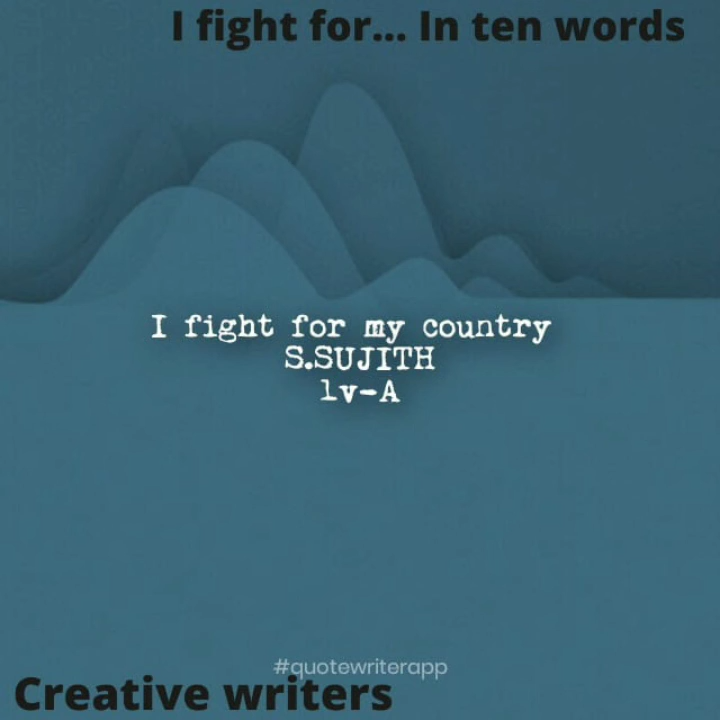 I fight for... In ten words
I fight for my country
S.SUJITH
lv-A
#quotewriterapp
Creative writers